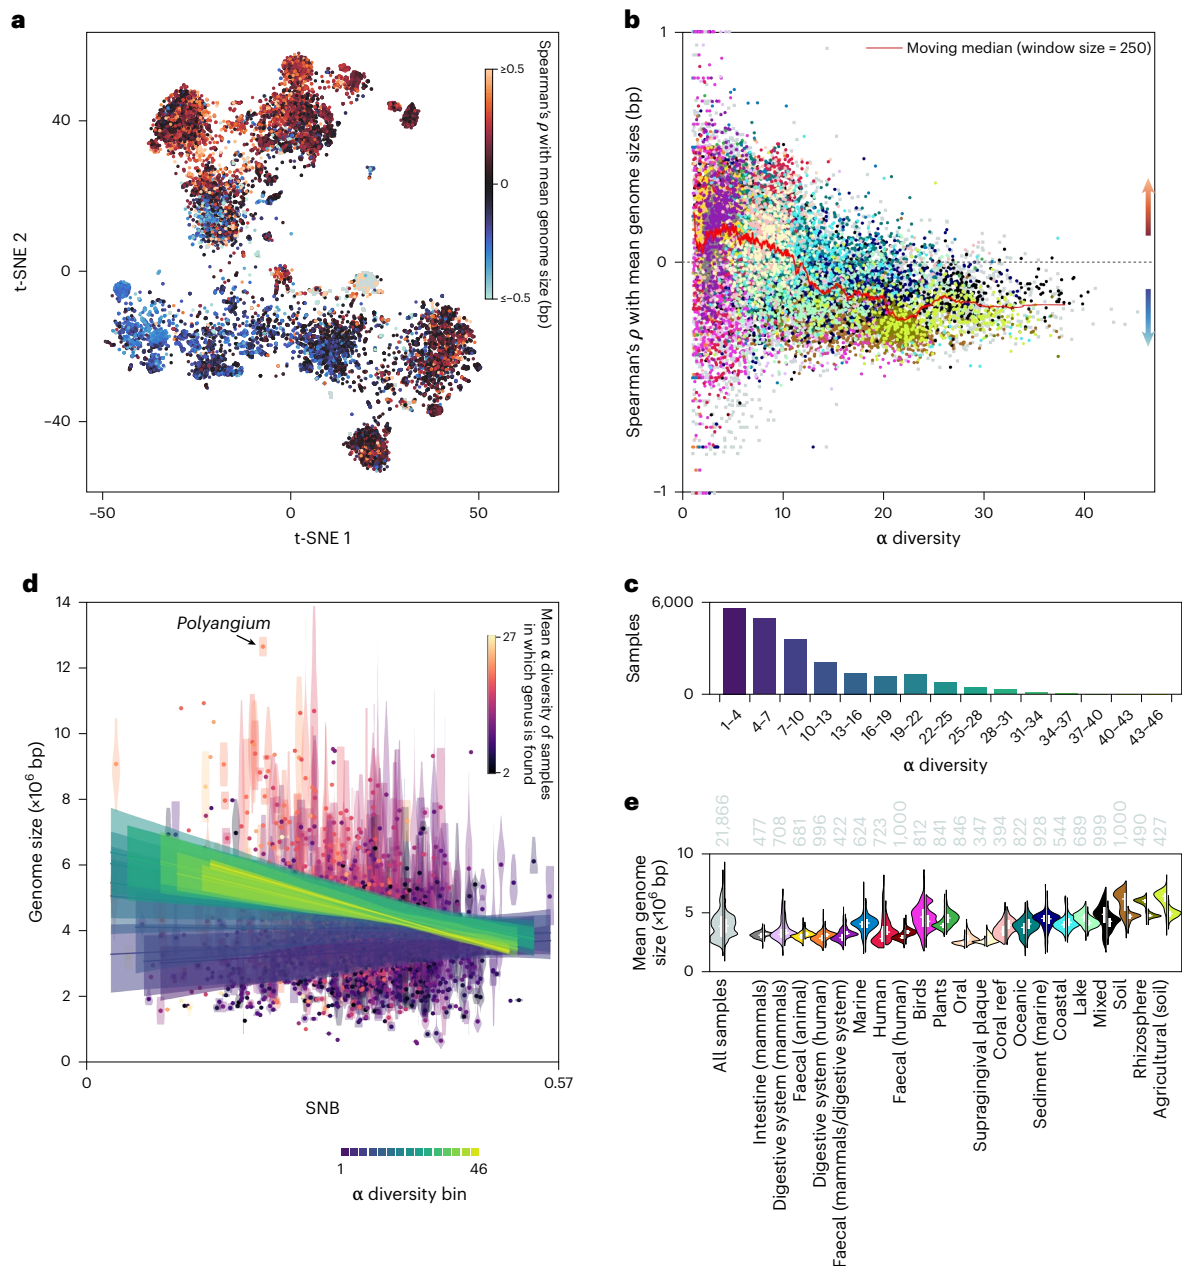 a
40
0
−40
−50
0
50
t-SNE 2
t-SNE 1
Spearman's ρ with mean genome size (bp)
≥0.5
0
≤−0.5
b
1
0
−1
0
10
20
30
40
Spearman's ρ with mean genome sizes (bp)
α diversity
Moving median (window size = 250)
c
6,000
0
Samples
1–4
4–7
7–10
10–13
13–16
16–19
19–22
22–25
25–28
28–31
31–34
34–37
37–40
40–43
43–46
α diversity
d
14
12
10
8
6
4
2
0
0
0.57
Genome size (×10⁶ bp)
SNB
Polyangium
27
2
Mean α diversity of samples
in which genus is found
1
46
α diversity bin
e
21,866
477
708
681
996
422
624
723
1,000
812
841
846
347
394
822
928
544
689
999
1,000
490
427
10
5
0
Mean genome
size (×10⁶ bp)
All samples
Intestine (mammals)
Digestive system (mammals)
Faecal (animal)
Digestive system (human)
Faecal (mammals/digestive system)
Marine
Human
Faecal (human)
Birds
Plants
Oral
Supragingival plaque
Coral reef
Oceanic
Sediment (marine)
Coastal
Lake
Mixed
Soil
Rhizosphere
Agricultural (soil)